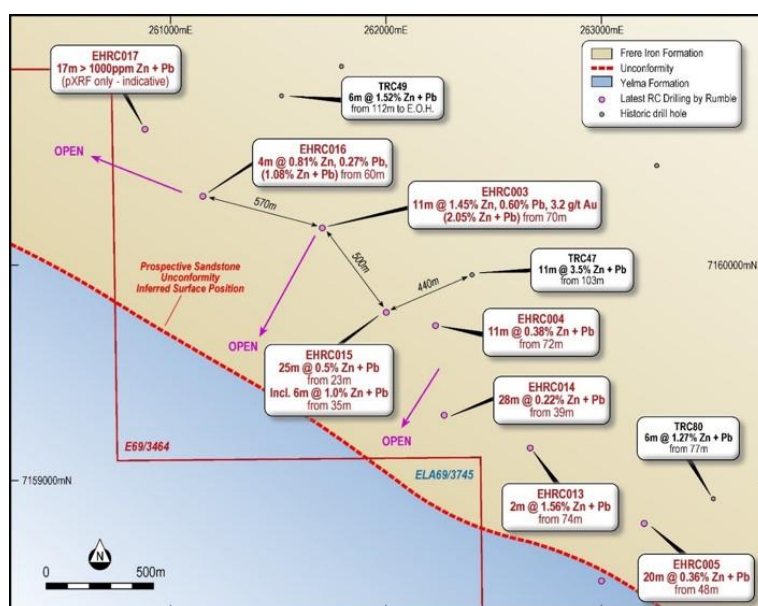 261000mE
262000mE
263000mE
EHRC017
17m > 1000ppm Zn + Pb
(pXRF only - indicative)
TRC49
6m @ 1.52% Zn + Pb
from 112m to E.O.H.
Frere Iron Formation
Unconformity
Yelma Formation
Latest RC Drilling by Rumble
Historic drill hole
OPEN
EHRC016
4m @ 0.81% Zn, 0.27% Pb,
(1.08% Zn + Pb) from 60m
EHRC003
11m @ 1.45% Zn, 0.60% Pb, 3.2 g/t Au
(2.05% Zn + Pb) from 70m
570m
500m
440m
TRC47
11m @ 3.5% Zn + Pb
from 103m
7160000mN
Prospective Sandstone
Unconformity
Inferred Surface Position
OPEN
EHRC004
11m @ 0.38% Zn + Pb
from 72m
EHRC015
25m @ 0.5% Zn + Pb
from 23m
Incl. 6m @ 1.0% Zn + Pb
from 35m
EHRC014
28m @ 0.22% Zn + Pb
from 39m
OPEN
TRC80
6m @ 1.27% Zn + Pb
from 77m
E69/3464
ELA69/3745
7159000mN
EHRC013
2m @ 1.56% Zn + Pb
from 74m
EHRC005
20m @ 0.36% Zn + Pb
from 48m
N
0
500m